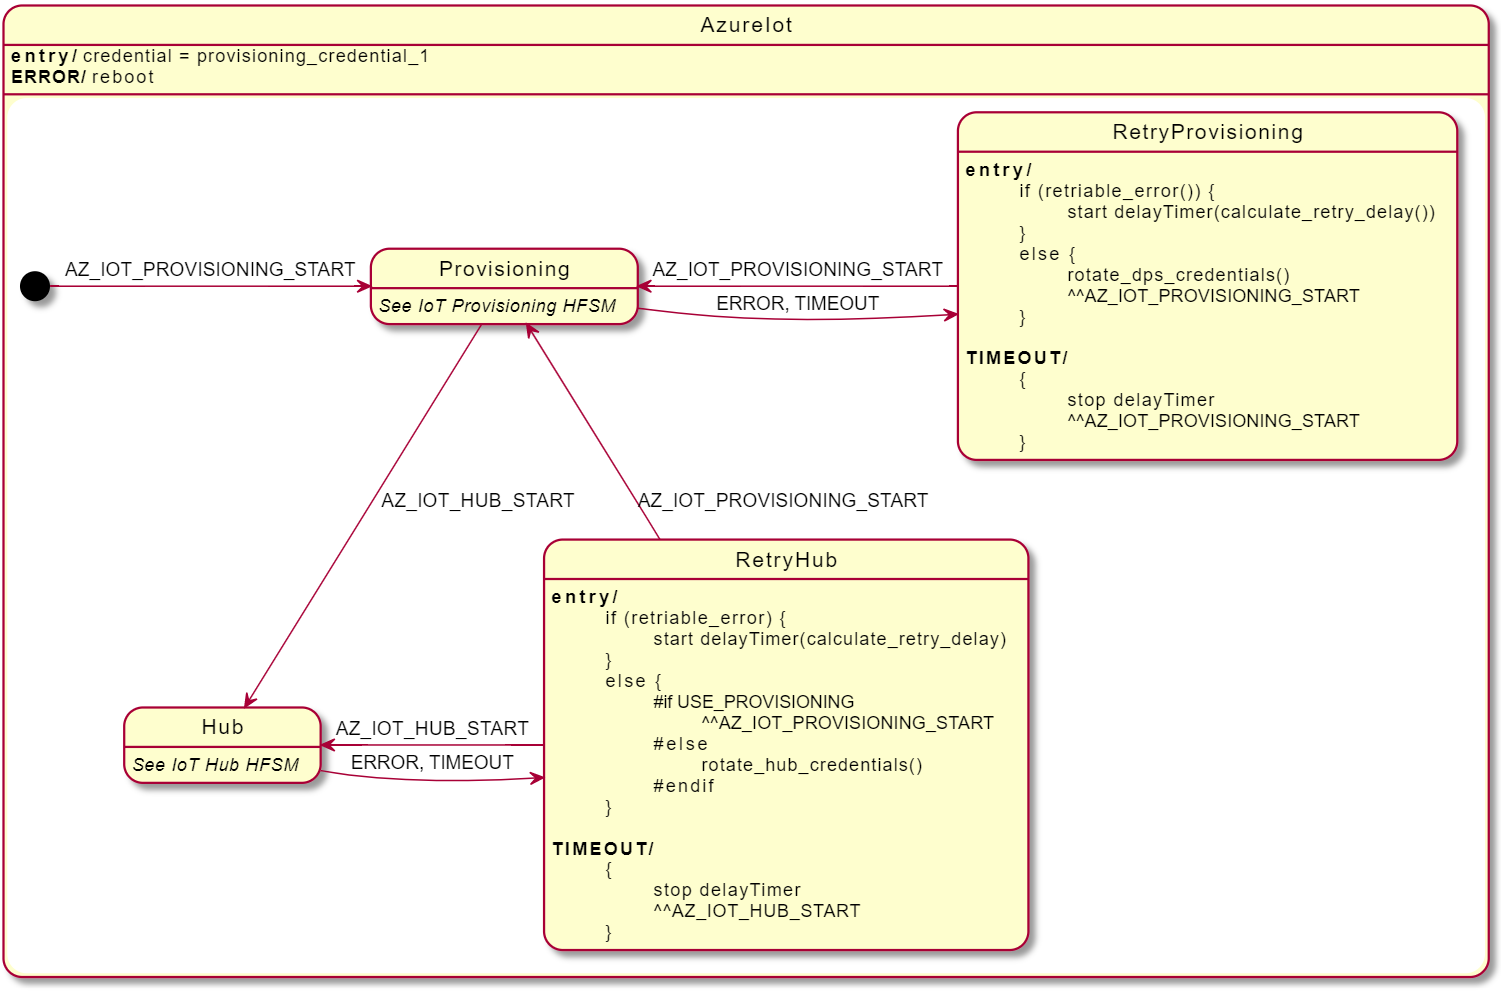 AzureIot
entry/ credential = provisioning_credential_1
ERROR/ reboot
RetryProvisioning
entry/
if (retriable_error()) {
start delayTimer(calculate_retry_delay())
}
else {
rotate_dps_credentials()
^^AZ_IOT_PROVISIONING_START
}
TIMEOUT/
{
stop delayTimer
^^AZ_IOT_PROVISIONING_START
}
AZ_IOT_PROVISIONING_START
Provisioning
See IoT Provisioning HFSM
AZ_IOT_PROVISIONING_START
ERROR, TIMEOUT
AZ_IOT_HUB_START
AZ_IOT_PROVISIONING_START
RetryHub
entry/
if (retriable_error) {
start delayTimer(calculate_retry_delay)
}
else {
#if USE_PROVISIONING
^^AZ_IOT_PROVISIONING_START
#else
rotate_hub_credentials()
#endif
}
TIMEOUT/
{
stop delayTimer
^^AZ_IOT_HUB_START
}
Hub
See IoT Hub HFSM
AZ_IOT_HUB_START
ERROR, TIMEOUT